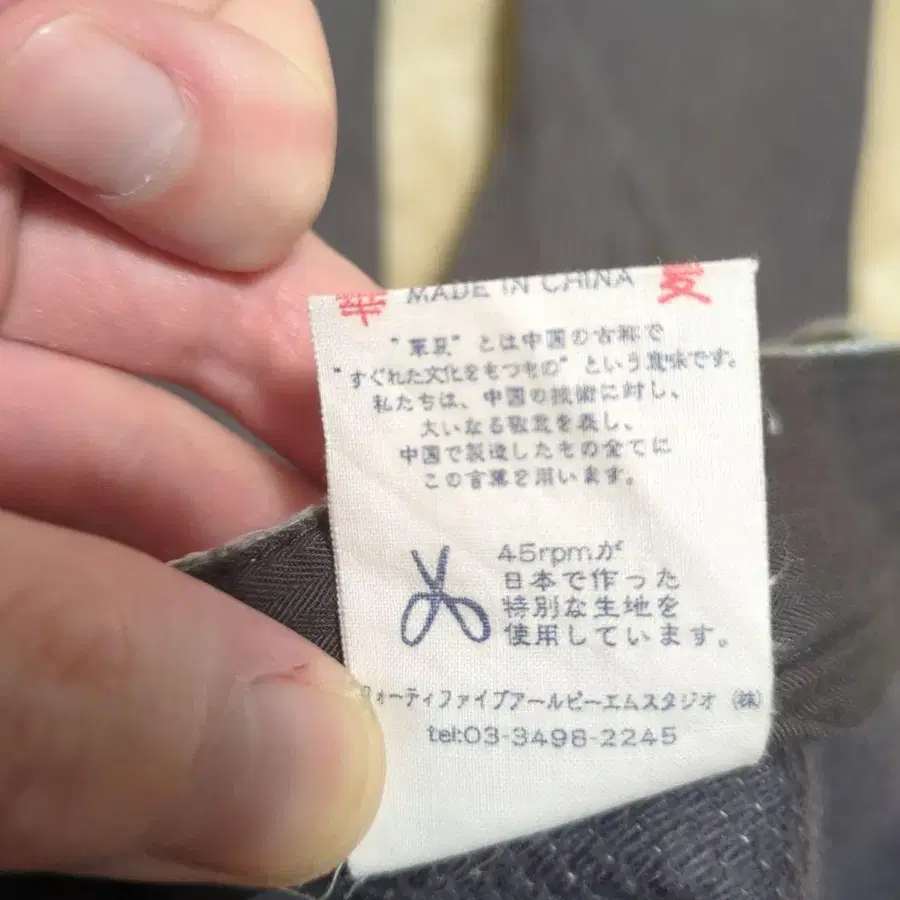 華 MADE IN CHINA 夏
"華夏" とは中国の古称で
"すぐれた文化をもつもの" という意味です。
私たちは、中国の技術に対し、
大いなる敬意を表し、
中国で製造したもの全てに
この言葉を用います。
45rpmが
日本で作った
特別な生地を
使用しています。
フォーティファイブアールピーエムスタジオ (株)
tel:03-3498-2245